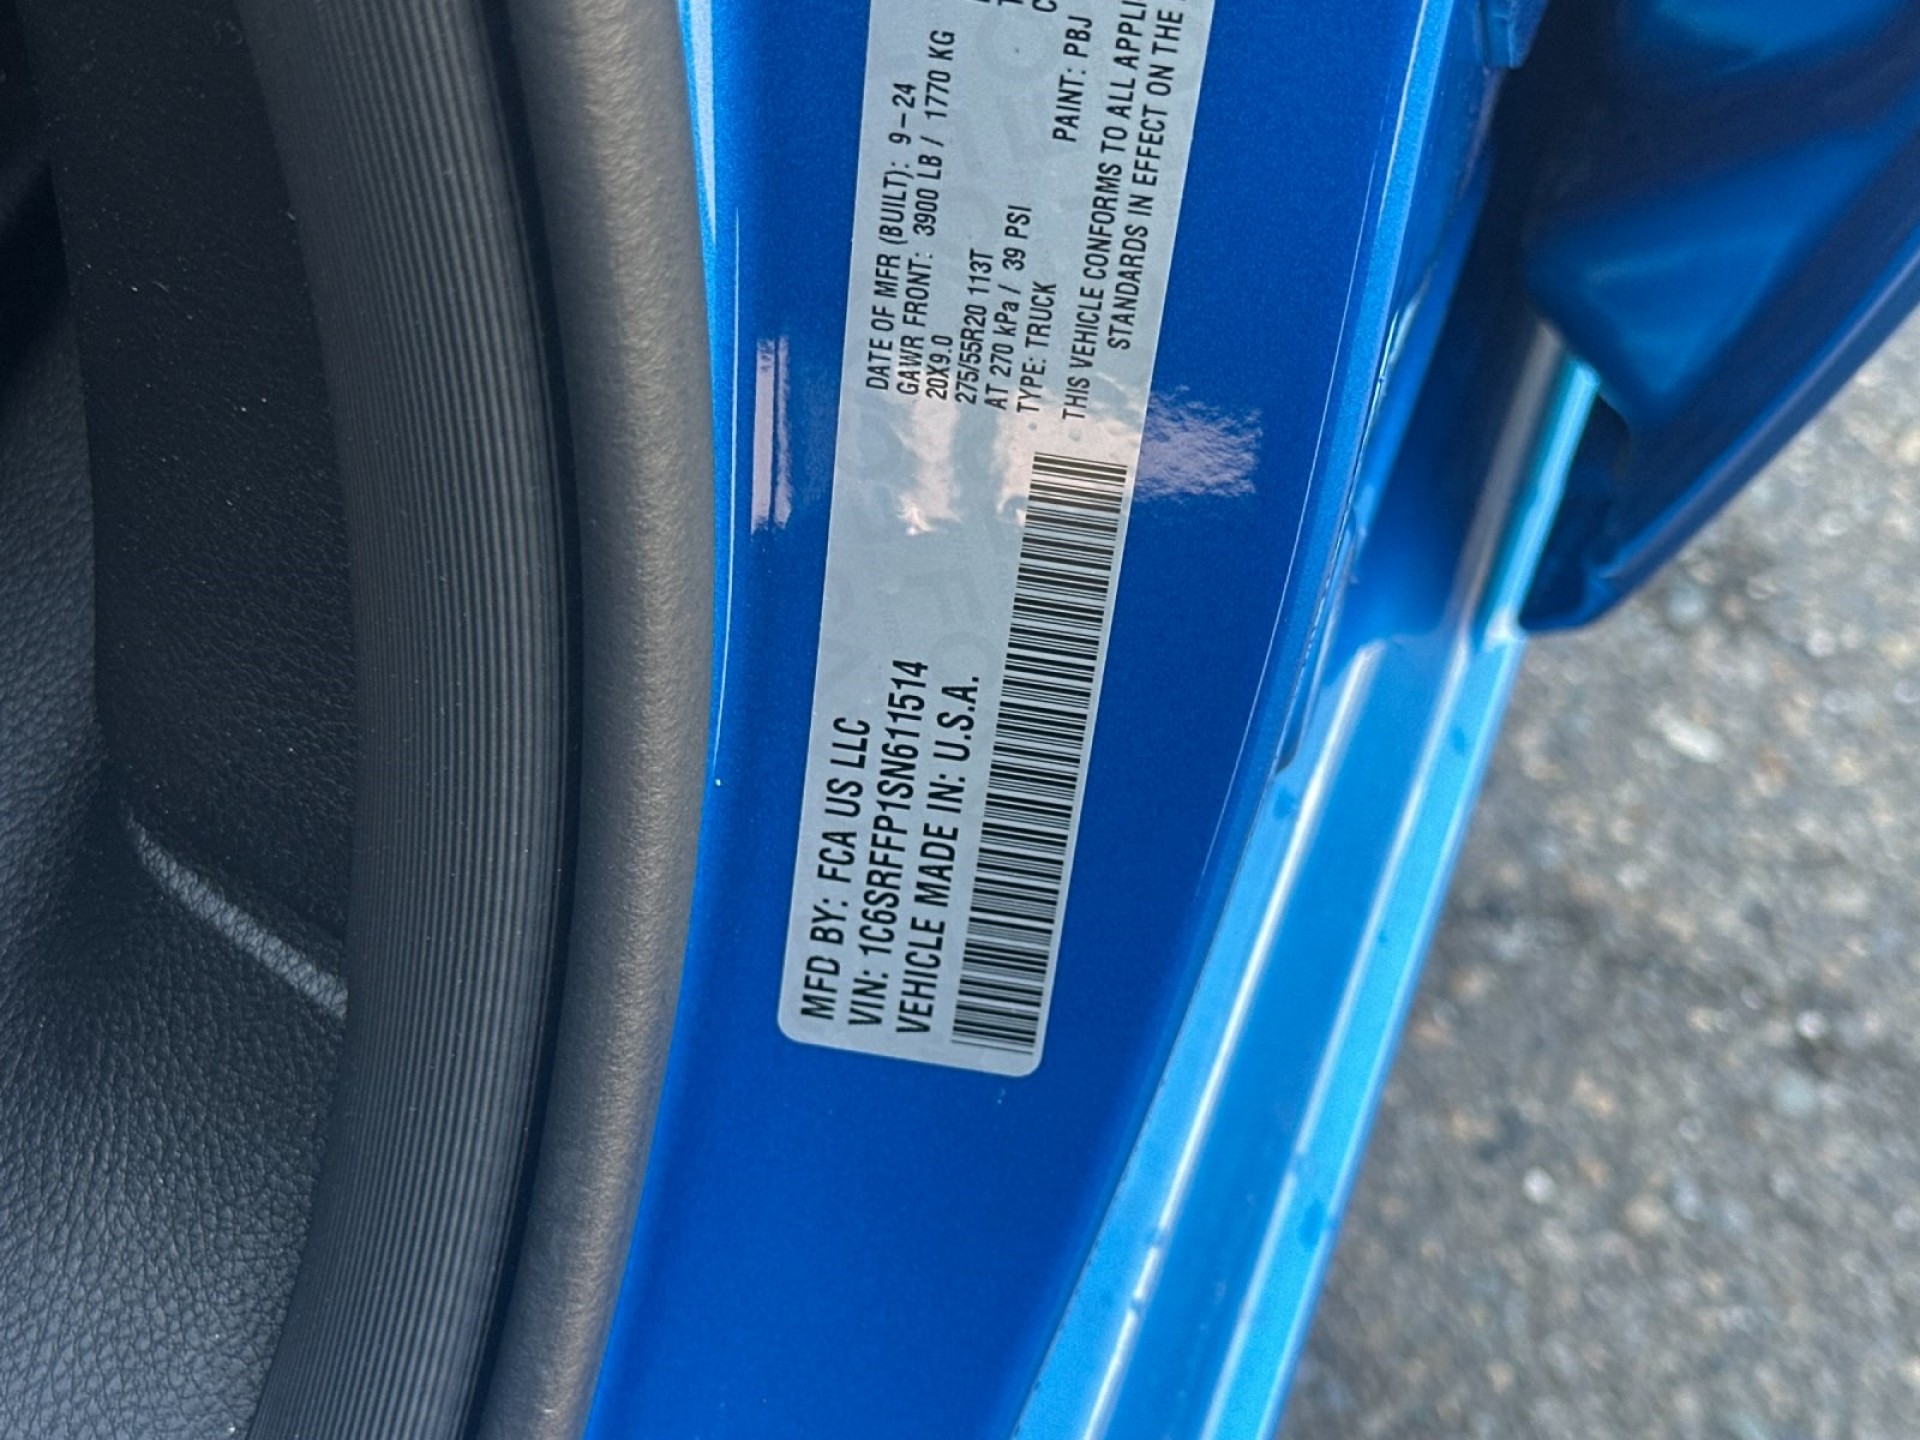 MFD BY: FCA US LLC
VIN: 1C6SRFFP1SN611514
VEHICLE MADE IN: U.S.A.
DATE OF MFR (BUILT): 9-24
GAWR FRONT: 3900 LB / 1770 KG
20X9.0
275/55R20 113T
AT 270 kPa / 39 PSI
TYPE: TRUCK
PAINT: PBJ
THIS VEHICLE CONFORMS TO ALL
STANDARDS IN EFFECT ON THE